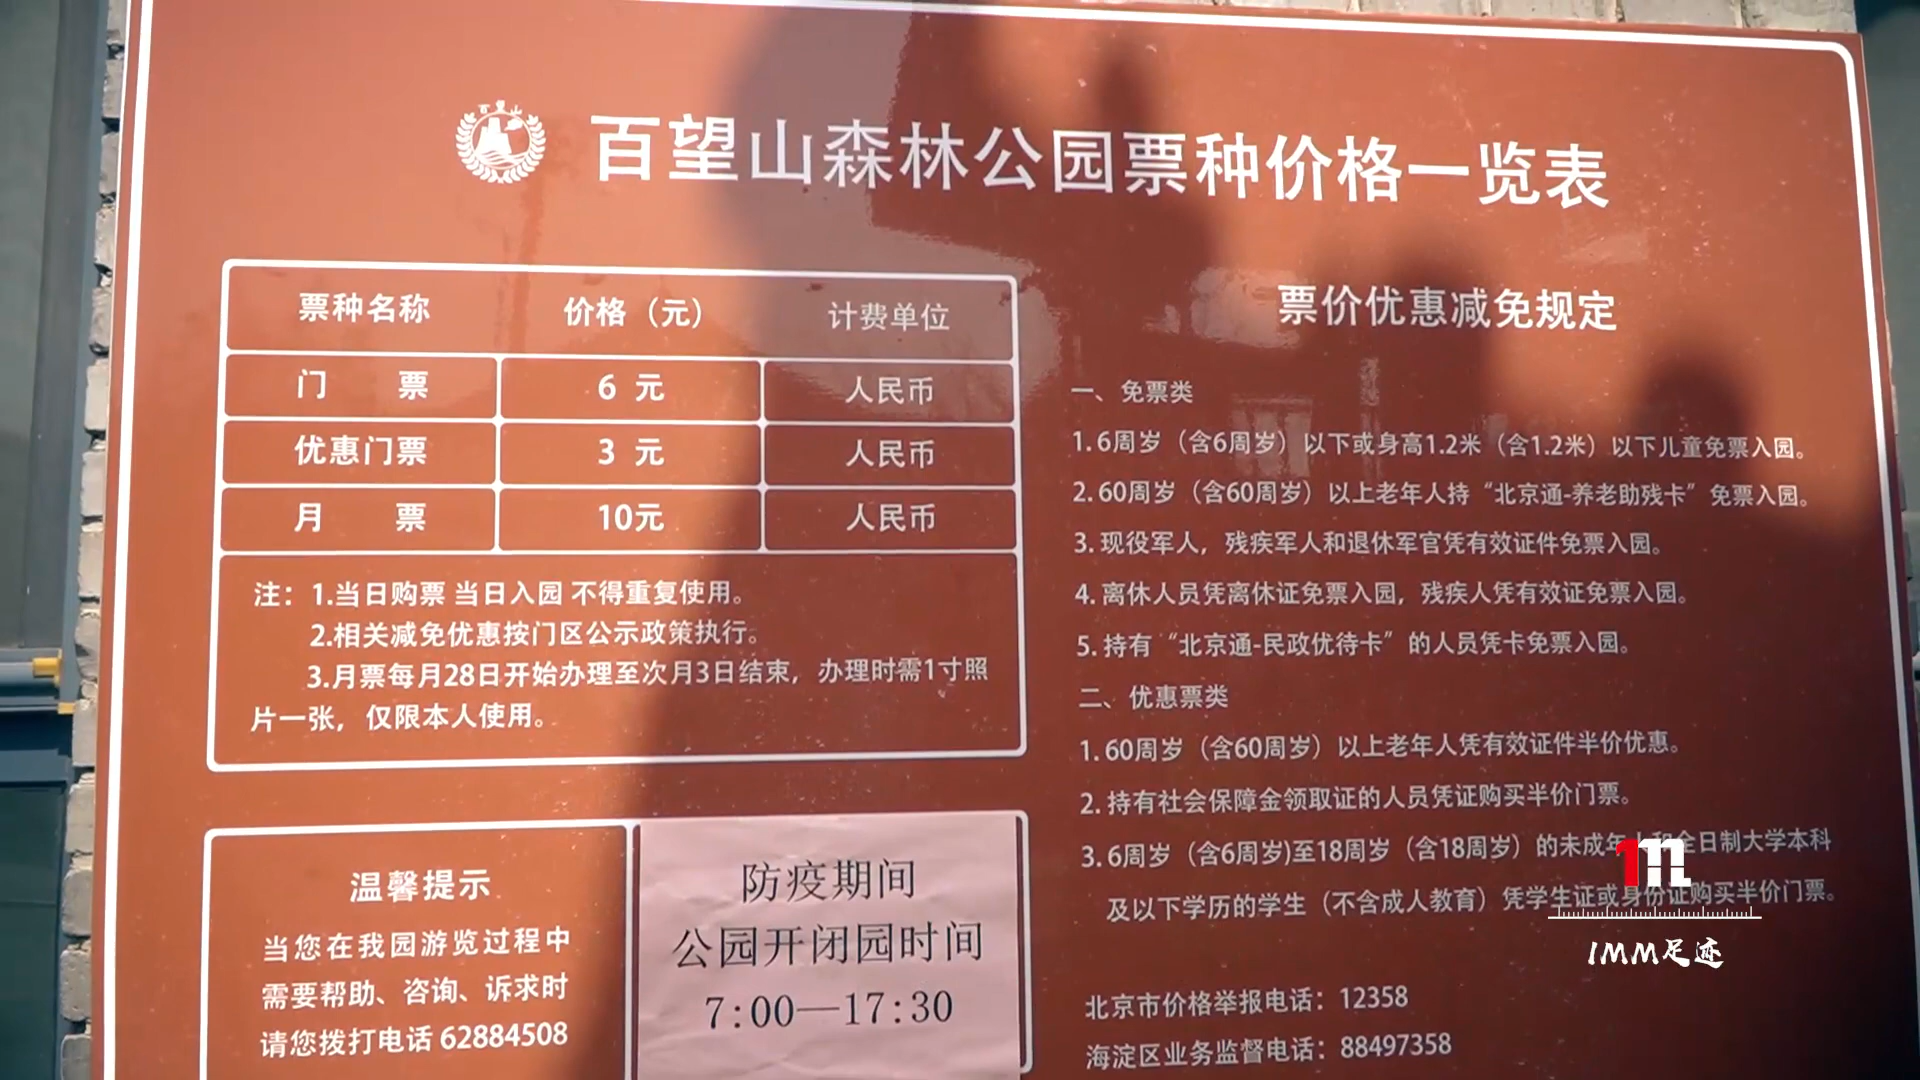 百望山
百望山森林公园票种价格一览表
票种名称 价格（元） 计费单位
门 票 6 元 人民币
优惠门票 3 元 人民币
月 票 10元 人民币
注：1.当日购票 当日入园 不得重复使用。
2.相关减免优惠按门区公示政策执行。
3.月票每月28日开始办理至次月3日结束，办理时需1寸照
片一张，仅限本人使用。
温馨提示
当您在我园游览过程中
需要帮助、咨询、诉求时
请您拨打电话 62884508
防疫期间
公园开闭园时间
7:00—17:30
票价优惠减免规定
一、免票类
1.6周岁（含6周岁）以下或身高1.2米（含1.2米）以下儿童免票入园。
2.60周岁（含60周岁）以上老年人持“北京通-养老助残卡”免票入园。
3.现役军人，残疾军人和退休军官凭有效证件免票入园。
4.离休人员凭离休证免票入园，残疾人凭有效证免票入园。
5.持有“北京通-民政优待卡”的人员凭卡免票入园。
二、优惠票类
1.60周岁（含60周岁）以上老年人凭有效证件半价优惠。
2.持有社会保障金领取证的人员凭证购买半价门票。
3.6周岁（含6周岁)至18周岁（含18周岁）的未成年人和全日制大学本科
及以下学历的学生（不含成人教育）凭学生证或身份证购买半价门票。
北京市价格举报电话：12358
海淀区业务监督电话：88497358
1m
1MM足迹